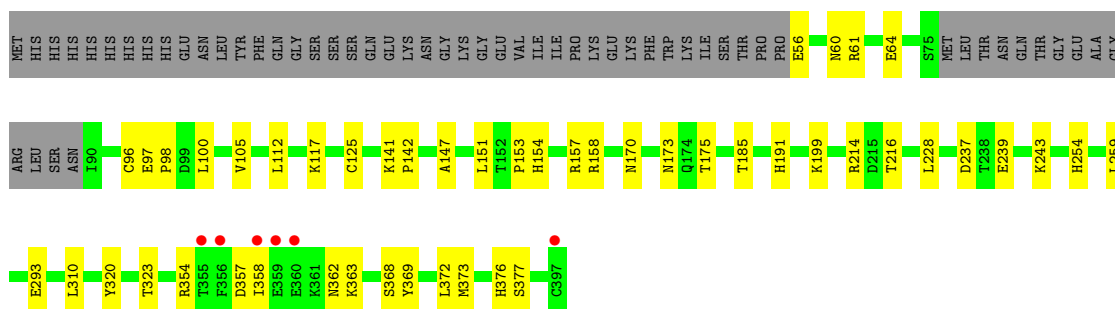 MET HIS HIS HIS HIS HIS HIS HIS HIS HIS GLU ASN LEU TYR PHE GLN GLY SER SER SER GLN GLU LYS ASN GLY LYS GLY GLU VAL ILE ILE PRO LYS GLU LYS PHE TRP LYS ILE SER THR PRO PRO E56 N60 R61 E64 S75 MET LEU THR ASN GLN THR GLY GLU ALA GLY
ARG LEU SER ASN I90 C96 E97 P98 D99 L100 V105 L112 K117 C125 K141 P142 A147 L151 T152 P153 H154 R157 R158 N170 N173 Q174 T175 T185 H191 K199 R214 D215 T216 L228 D237 T238 E239 K243 H254 L259
E293 L310 Y320 T323 R354 T355 F356 D357 I358 E359 E360 K361 N362 K363 S368 Y369 L372 M373 H376 S377 C397